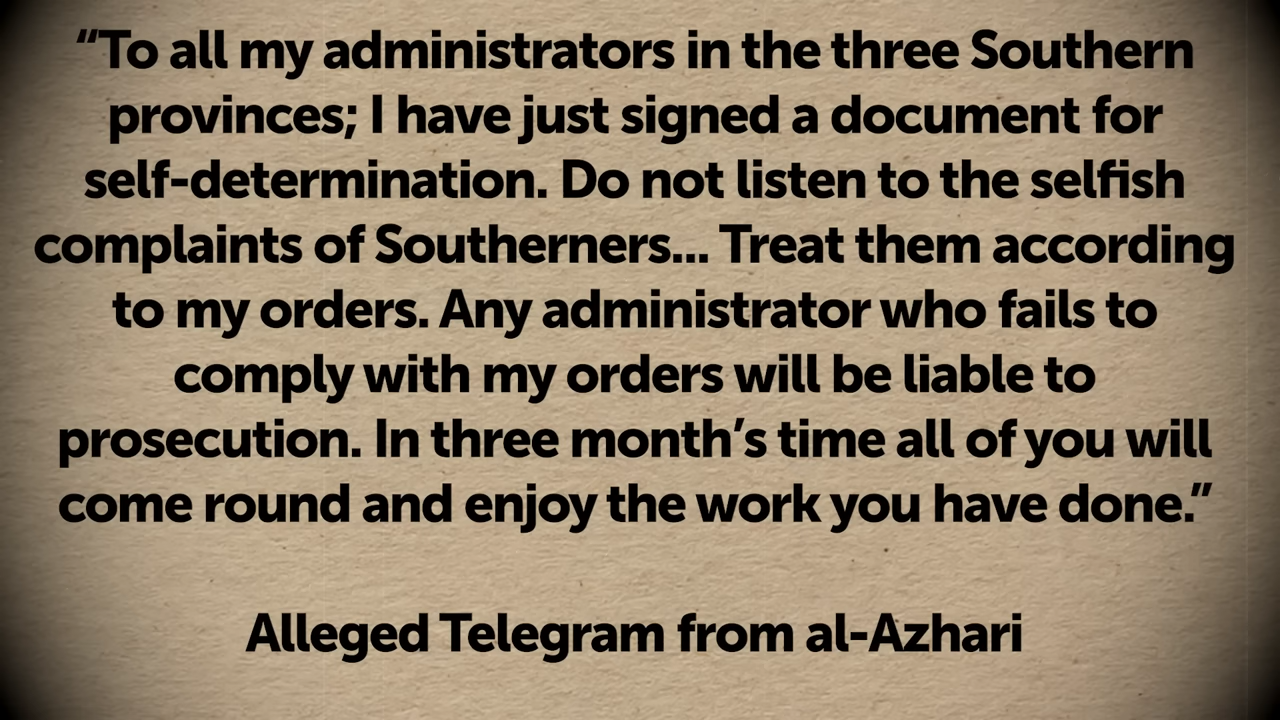 “To all my administrators in the three Southern
provinces; I have just signed a document for
self-determination. Do not listen to the selfish
complaints of Southerners... Treat them according
to my orders. Any administrator who fails to
comply with my orders will be liable to
prosecution. In three month’s time all of you will
come round and enjoy the work you have done.”
Alleged Telegram from al-Azhari